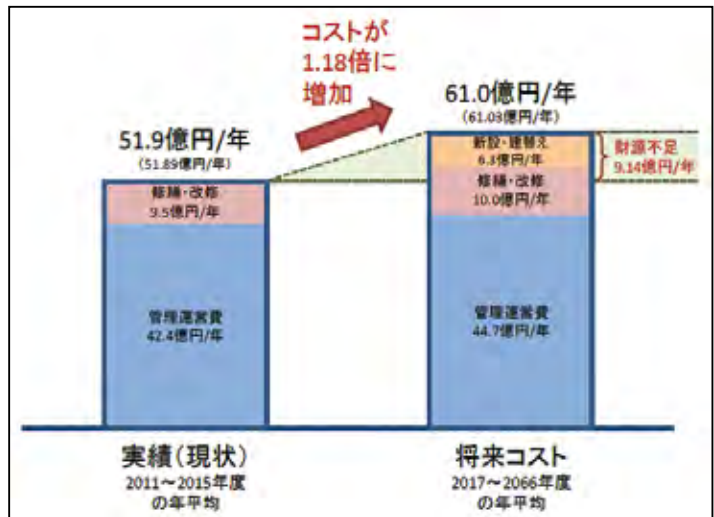 コストが
1.18倍に
増加
51.9億円/年
(51.89億円/年)
修繕・改修
9.5億円/年
管理運営費
42.4億円/年
61.0億円/年
(61.03億円/年)
新設・建替え
6.3億円/年
修繕・改修
10.0億円/年
管理運営費
44.7億円/年
財源不足
9.14億円/年
実績(現状)
2011～2015年度
の年平均
将来コスト
2017～2066年度
の年平均